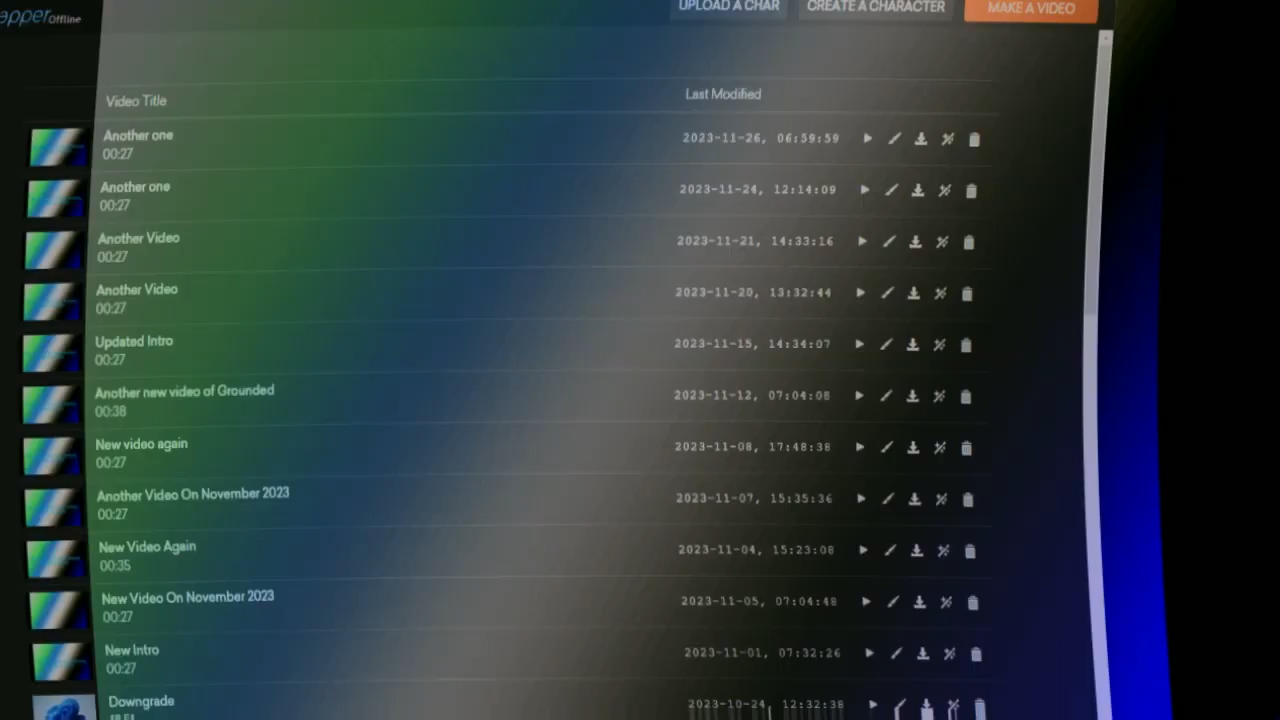 apper Offline
UPLOAD A CHAR CREATE A CHARACTER MAKE A VIDEO
Video Title Last Modified
Another one 2023-11-26, 06:59:59
00:27
Another one 2023-11-24, 12:14:09
00:27
Another Video 2023-11-21, 14:33:16
00:27
Another Video 2023-11-20, 13:32:44
00:27
Updated Intro 2023-11-15, 14:34:07
00:27
Another new video of Grounded 2023-11-12, 07:04:08
00:38
New video again 2023-11-08, 17:48:38
00:27
Another Video On November 2023 2023-11-07, 15:35:36
00:27
New Video Again 2023-11-04, 15:23:08
00:35
New Video On November 2023 2023-11-05, 07:04:48
00:27
New Intro 2023-11-01, 07:32:26
00:27
Downgrade 2023-10-24, 12:32:38